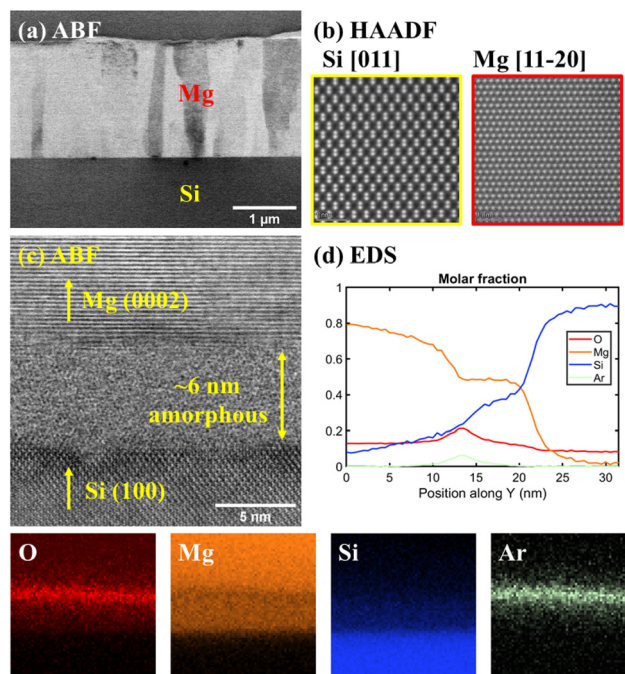 (a) ABF
Mg
Si
1 μm
(b) HAADF
Si [011]
Mg [11-20]
(c) ABF
Mg (0002)
~6 nm
amorphous
Si (100)
5 nm
(d) EDS
Molar fraction
1
0.8
0.6
0.4
0.2
0
O
Mg
Si
Ar
0 5 10 15 20 25 30
Position along Y (nm)
O
Mg
Si
Ar